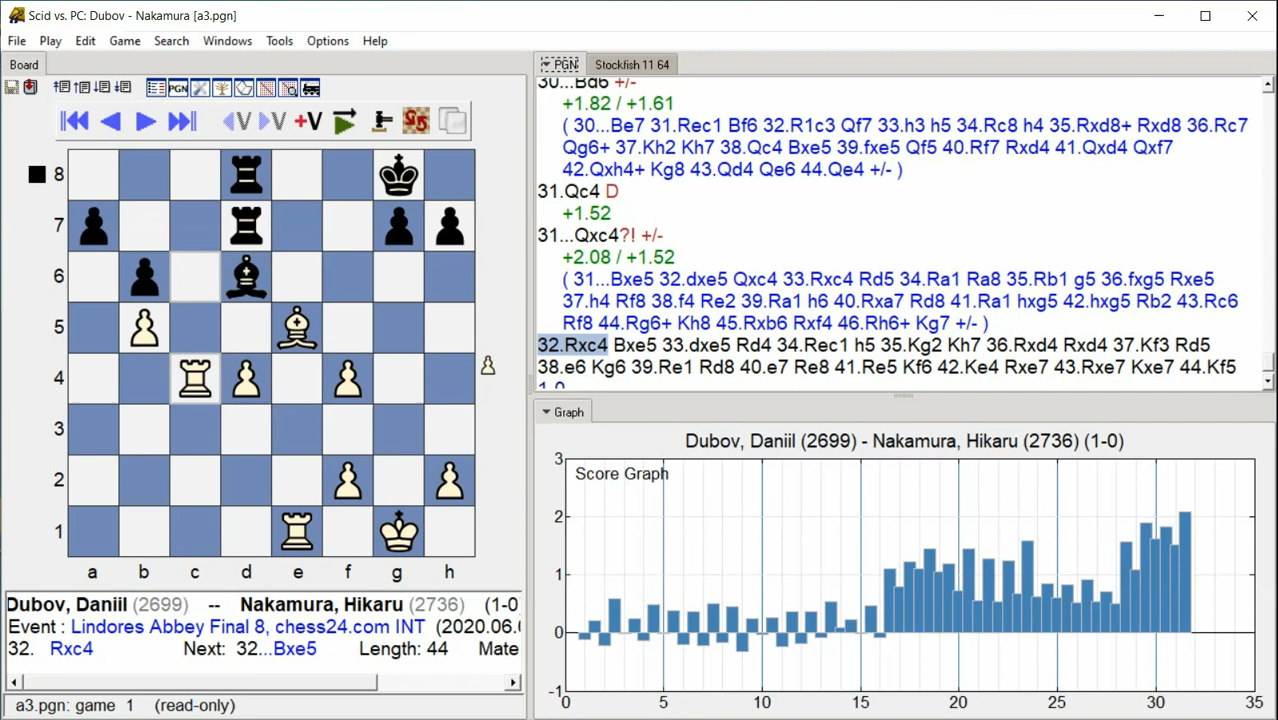 Scid vs. PC: Dubov - Nakamura [a3.pgn]
File Play Edit Game Search Windows Tools Options Help
Board
PGN
V V +V
8
7
6
5
4
3
2
1
a b c d e f g h
Dubov, Daniil (2699) -- Nakamura, Hikaru (2736) (1-0
Event : Lindores Abbey Final 8, chess24.com INT (2020.06.0
32. Rxc4 Next: 32...Bxe5 Length: 44 Mate
a3.pgn: game 1 (read-only)
PGN Stockfish 11 64
30...Bd6 +/-
+1.82 / +1.61
( 30...Be7 31.Rec1 Bf6 32.R1c3 Qf7 33.h3 h5 34.Rc8 h4 35.Rxd8+ Rxd8 36.Rc7
Qg6+ 37.Kh2 Kh7 38.Qc4 Bxe5 39.fxe5 Qf5 40.Rf7 Rxd4 41.Qxd4 Qxf7
42.Qxh4+ Kg8 43.Qd4 Qe6 44.Qe4 +/- )
31.Qc4 D
+1.52
31...Qxc4?! +/-
+2.08 / +1.52
( 31...Bxe5 32.dxe5 Qxc4 33.Rxc4 Rd5 34.Ra1 Ra8 35.Rb1 g5 36.fxg5 Rxe5
37.h4 Rf8 38.f4 Re2 39.Ra1 h6 40.Rxa7 Rd8 41.Ra1 hxg5 42.hxg5 Rb2 43.Rc6
Rf8 44.Rg6+ Kh8 45.Rxb6 Rxf4 46.Rh6+ Kg7 +/- )
32.Rxc4 Bxe5 33.dxe5 Rd4 34.Rec1 h5 35.Kg2 Kh7 36.Rxd4 Rxd4 37.Kf3 Rd5
38.e6 Kg6 39.Re1 Rd8 40.e7 Re8 41.Re5 Kf6 42.Ke4 Rxe7 43.Rxe7 Kxe7 44.Kf5
1-0
Graph
Dubov, Daniil (2699) - Nakamura, Hikaru (2736) (1-0)
Score Graph
3
2
1
0
-1
0 5 10 15 20 25 30 35